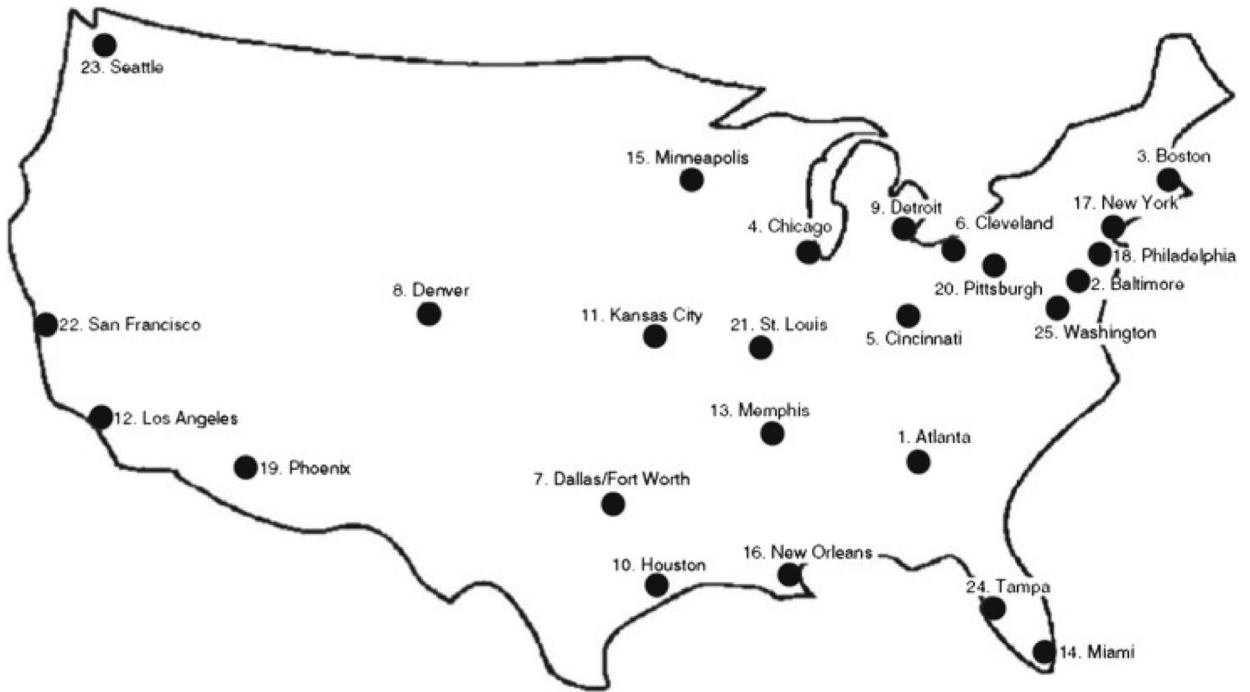 23. Seattle
15. Minneapolis
3. Boston
17. New York
9. Detroit
6. Cleveland
4. Chicago
18. Philadelphia
20. Pittsburgh
2. Baltimore
8. Denver
11. Kansas City
22. San Francisco
21. St. Louis
5. Cincinnati
25. Washington
13. Memphis
12. Los Angeles
1. Atlanta
19. Phoenix
7. Dallas/Fort Worth
16. New Orleans
10. Houston
24. Tampa
14. Miami